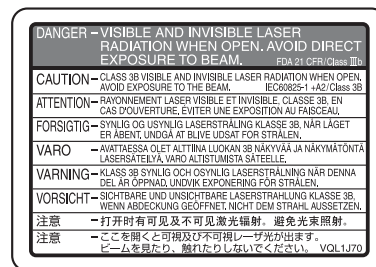 DANGER – VISIBLE AND INVISIBLE LASER
RADIATION WHEN OPEN. AVOID DIRECT
EXPOSURE TO BEAM. FDA 21 CFR/Class IIIb
CAUTION – CLASS 3B VISIBLE AND INVISIBLE LASER RADIATION WHEN OPEN.
AVOID EXPOSURE TO THE BEAM. IEC60825-1 +A2/Class 3B
ATTENTION – RAYONNEMENT LASER VISIBLE ET INVISIBLE, CLASSE 3B, EN
CAS D'OUVERTURE. ÉVITER UNE EXPOSITION AU FAISCEAU.
FORSIGTIG – SYNLIG OG USYNLIG LASERSTRÅLING KLASSE 3B, NÅR LÅGET
ER ÅBENT. UNDGÅ AT BLIVE UDSAT FOR STRÅLEN.
VARO – AVATTAESSA OLET ALTTIINA LUOKAN 3B NÄKYVÄÄ JA NÄKYMÄTÖNTÄ
LASERSÄTEILYÄ. VARO ALTISTUMISTA SÄTEELLE.
VARNING – KLASS 3B SYNLIG OCH OSYNLIG LASERSTRÅLNING NÄR DENNA
DEL ÄR ÖPPNAD. UNDVIK EXPONERING FÖR STRÅLEN.
VORSICHT – SICHTBARE UND UNSICHTBARE LASERSTRAHLUNG KLASSE 3B,
WENN ABDECKUNG GEÖFFNET. NICHT DEM STRAHL AUSSETZEN.
注意 – 打开时有可见及不可见激光辐射。避免光束照射。
注意 – ここを開くと可視及び不可視レーザ光が出ます。
ビームを見たり、触れたりしないでください。 VQL1J70